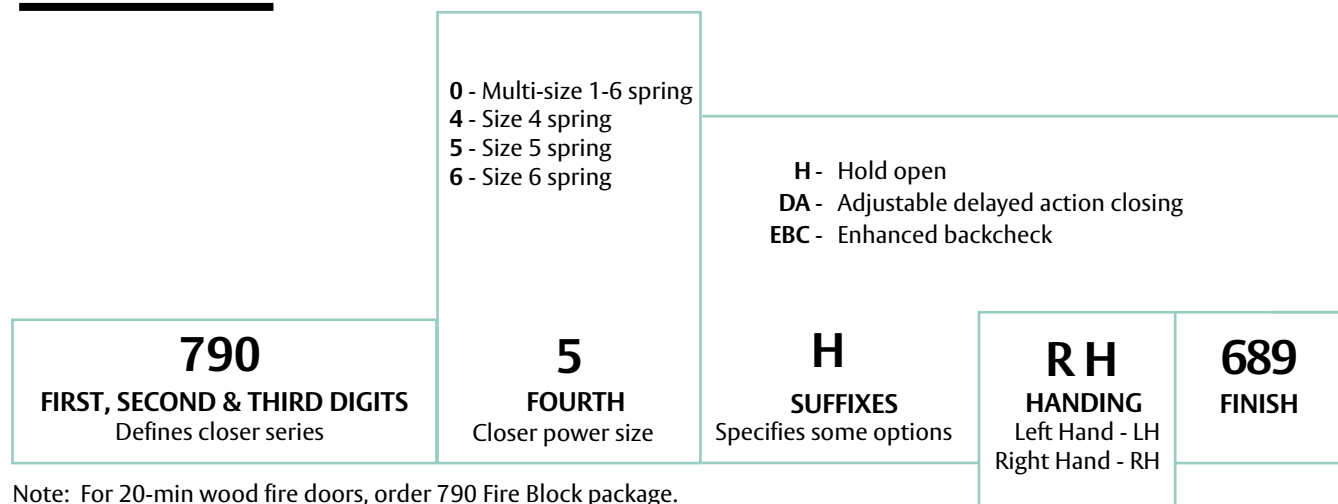 0 - Multi-size 1-6 spring
4 - Size 4 spring
5 - Size 5 spring
6 - Size 6 spring
H - Hold open
DA - Adjustable delayed action closing
EBC - Enhanced backcheck
790
FIRST, SECOND & THIRD DIGITS
Defines closer series
5
FOURTH
Closer power size
H
SUFFIXES
Specifies some options
R H
HANDING
Left Hand - LH
Right Hand - RH
689
FINISH
Note: For 20-min wood fire doors, order 790 Fire Block package.